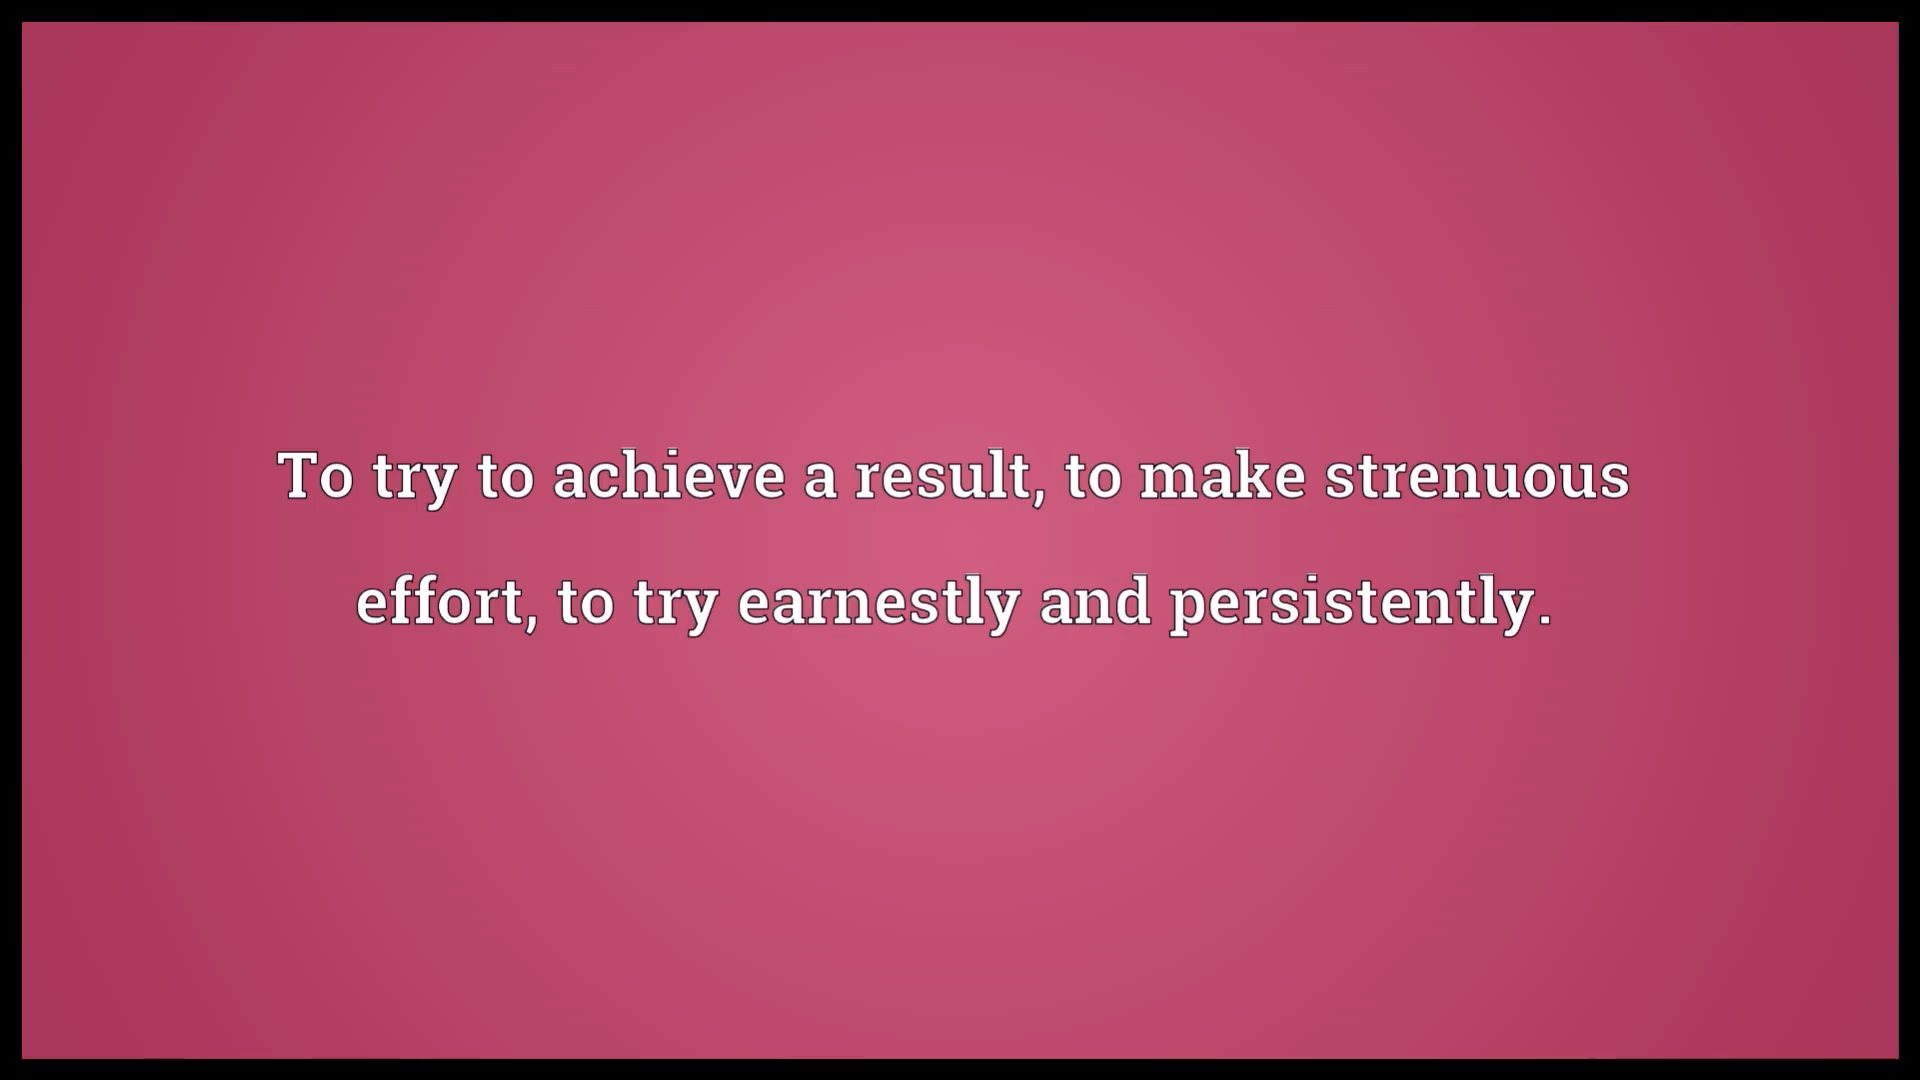 To try to achieve a result, to make strenuous
effort, to try earnestly and persistently.